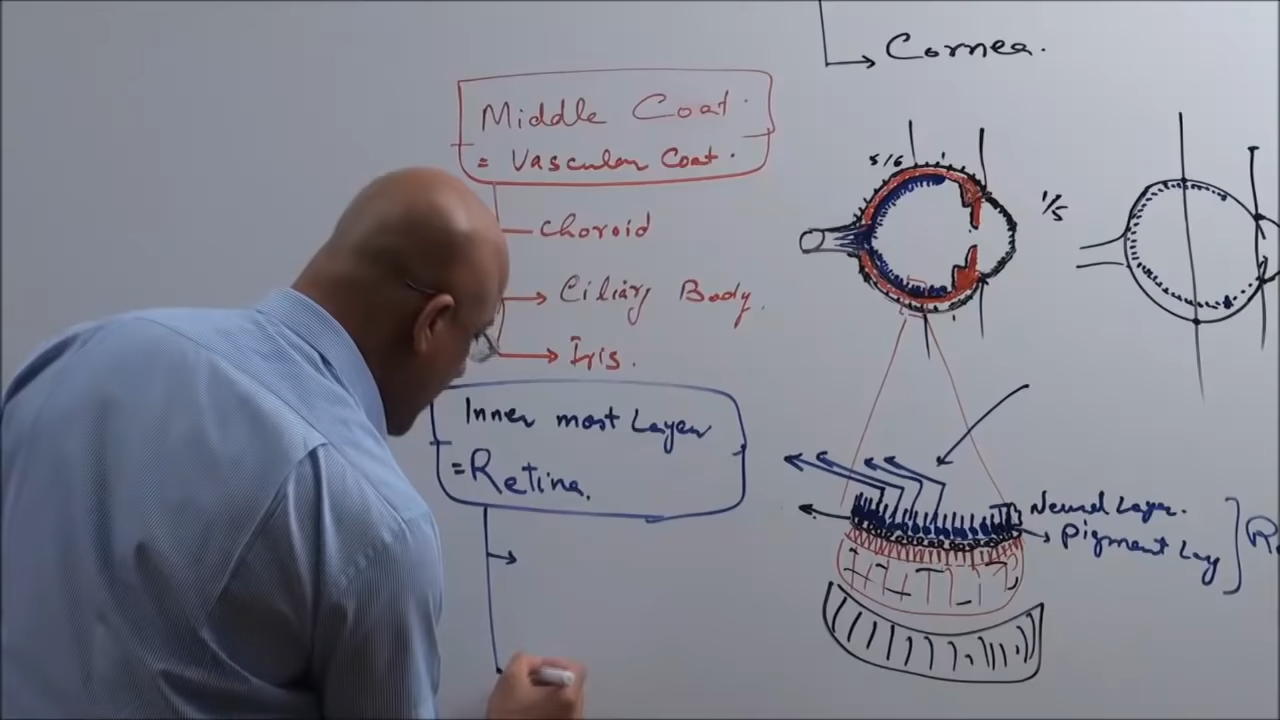 Cornea.
Middle Coat.
= Vascular Coat.
Choroid
Ciliary Body.
Iris.
Inner most Layer
= Retina.
5/6
1/5
Neural Layer.
Pigment Lay